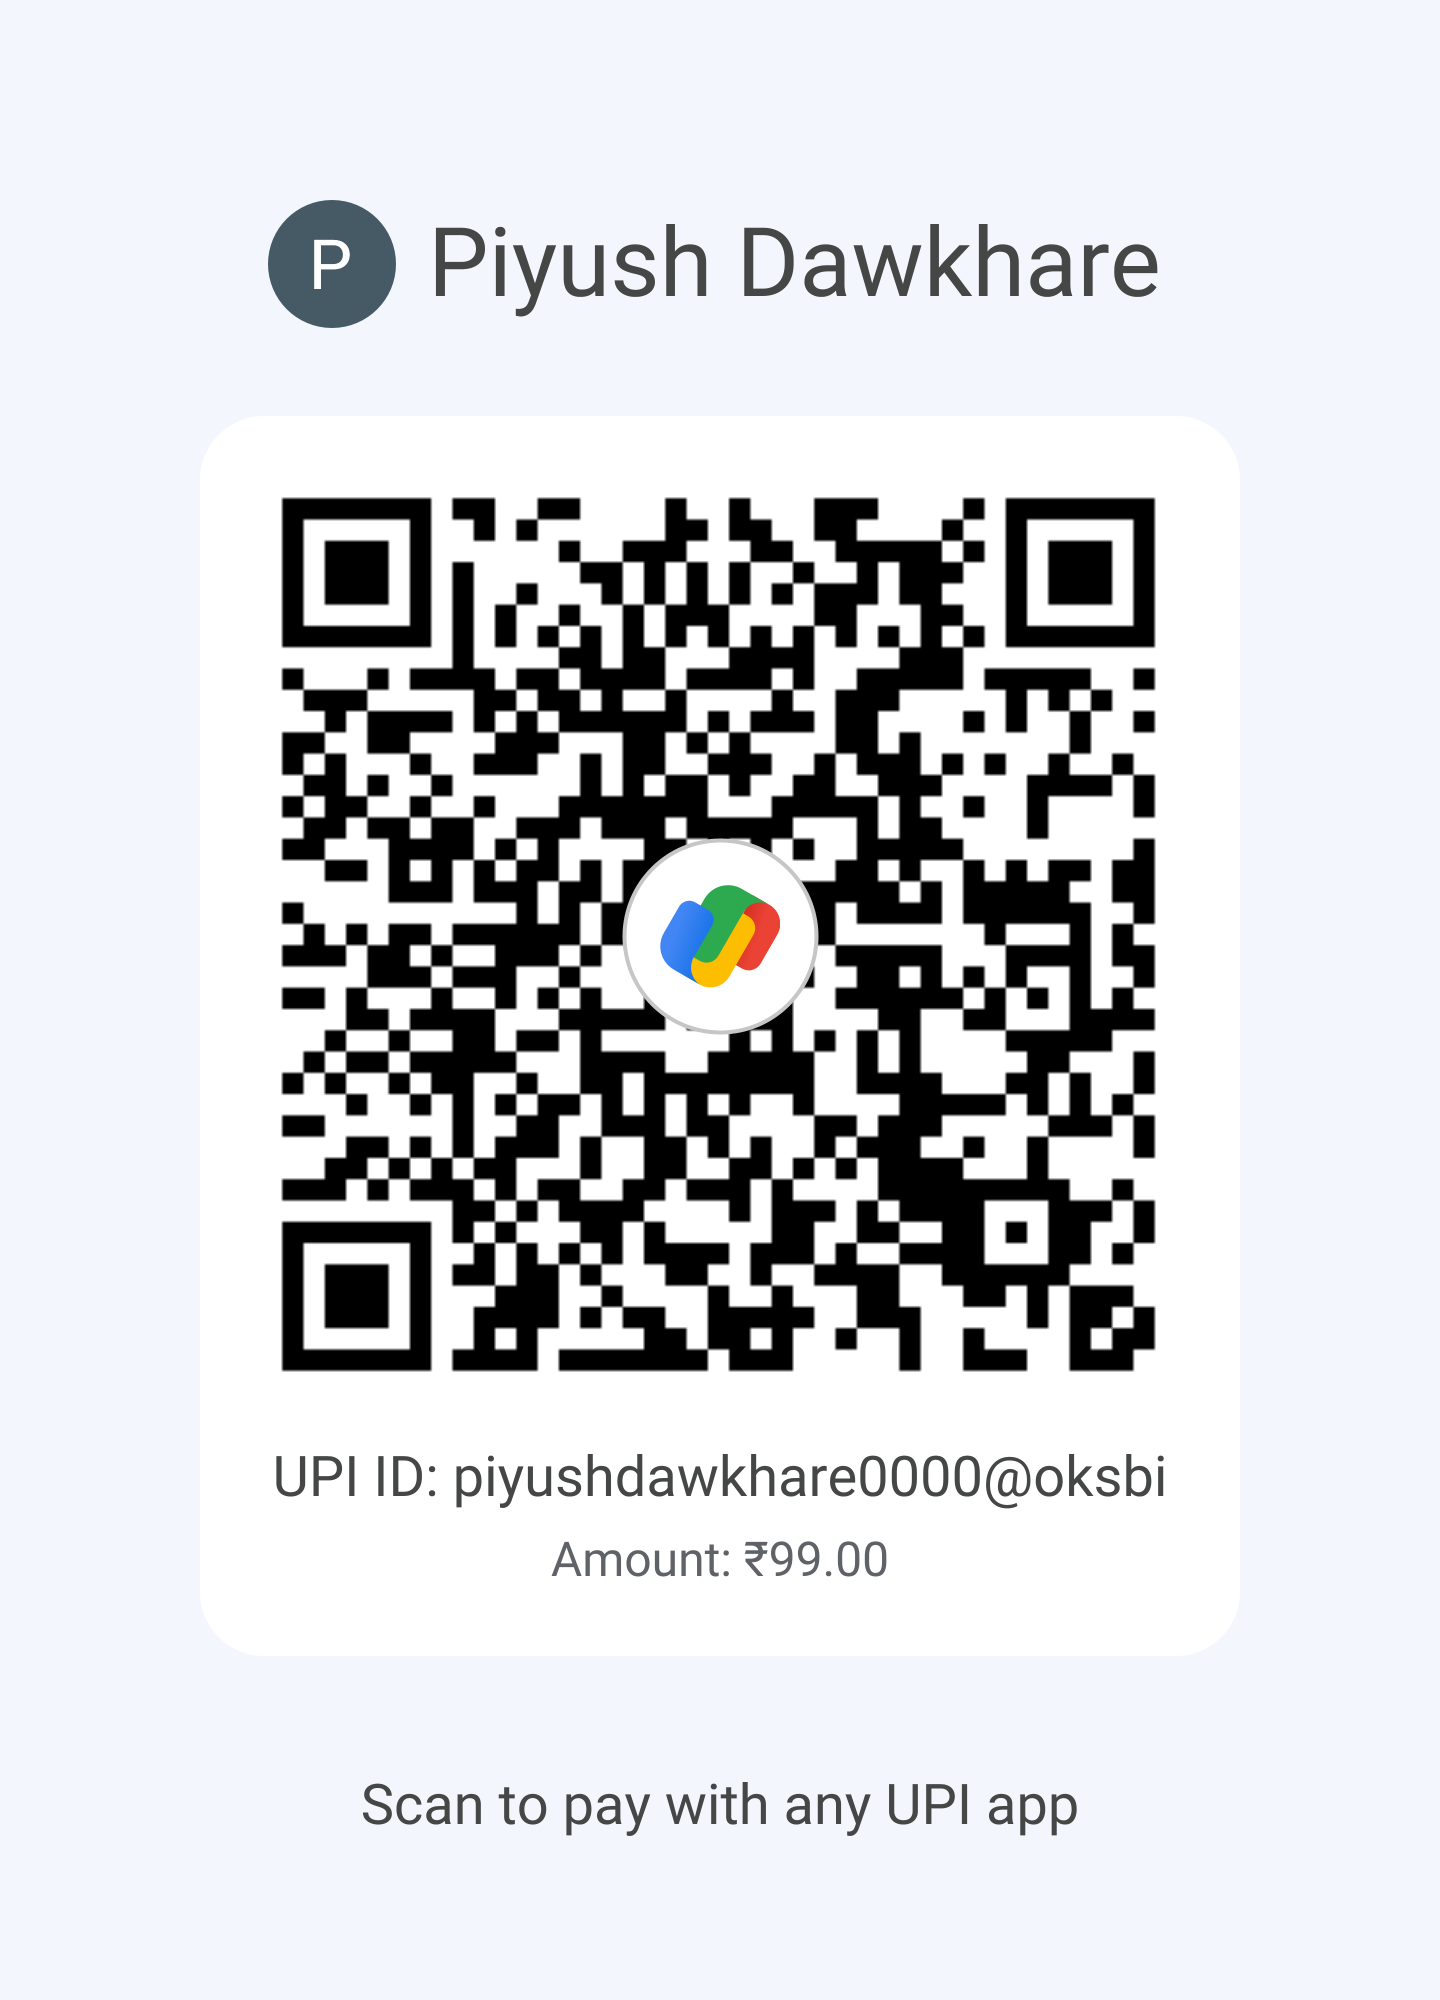 P
Piyush Dawkhare
UPI ID: piyushdawkhare0000@oksbi
Amount: ₹99.00
Scan to pay with any UPI app